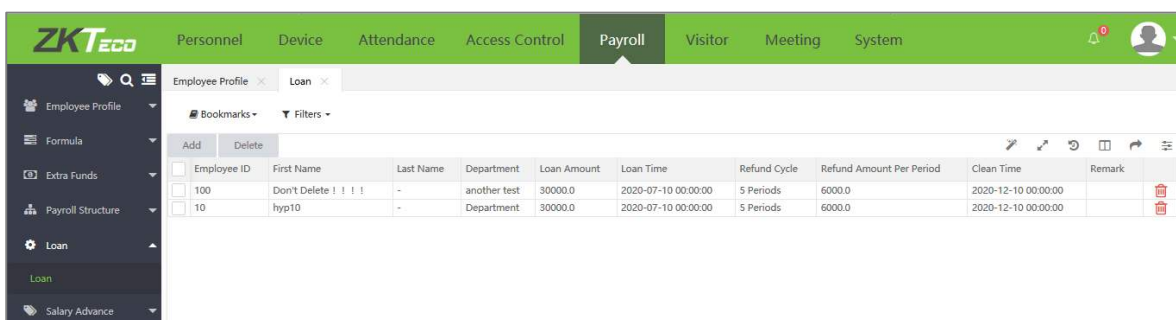 ZKTECO Personnel Device Attendance Access Control Payroll Visitor Meeting System 0
Employee Profile × Loan ×
Employee Profile
Bookmarks Filters
Formula
Add Delete
Extra Funds
Employee ID First Name Last Name Department Loan Amount Loan Time Refund Cycle Refund Amount Per Period Clean Time Remark
100 Don't Delete ! ! ! ! - another test 30000.0 2020-07-10 00:00:00 5 Periods 6000.0 2020-12-10 00:00:00
Payroll Structure
10 hyp10 - Department 30000.0 2020-07-10 00:00:00 5 Periods 6000.0 2020-12-10 00:00:00
Loan
Loan
Salary Advance